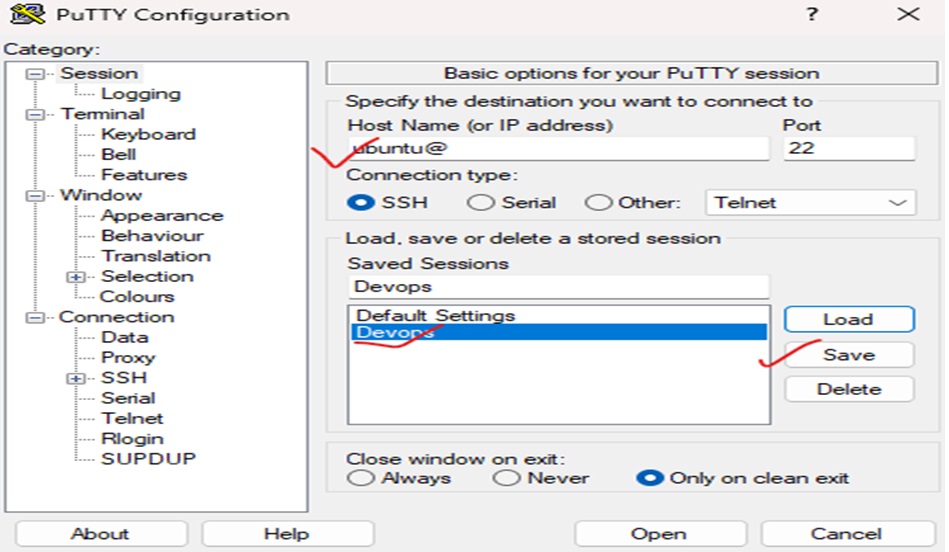 PuTTY Configuration ? ×
Category:
Session
Logging
Terminal
Keyboard
Bell
Features
Window
Appearance
Behaviour
Translation
Selection
Colours
Connection
Data
Proxy
SSH
Serial
Telnet
Rlogin
SUPDUP
Basic options for your PuTTY session
Specify the destination you want to connect to
Host Name (or IP address) Port
ubuntu@ 22
Connection type:
SSH Serial Other: Telnet
Load, save or delete a stored session
Saved Sessions
Devops
Default Settings
Devops
Load
Save
Delete
Close window on exit:
Always Never Only on clean exit
About Help Open Cancel